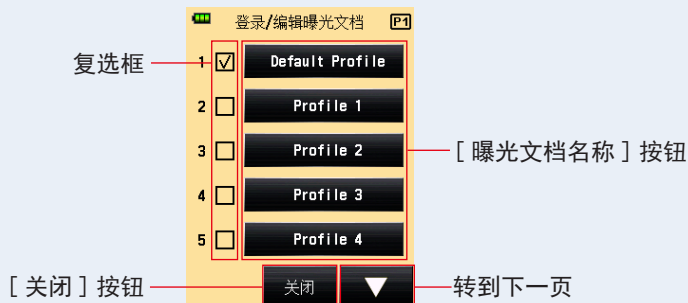 登录/编辑曝光文档 P1
复选框
1 Default Profile
2 Profile 1
3 Profile 2
[ 曝光文档名称 ] 按钮
4 Profile 3
5 Profile 4
[ 关闭 ] 按钮
关闭
转到下一页